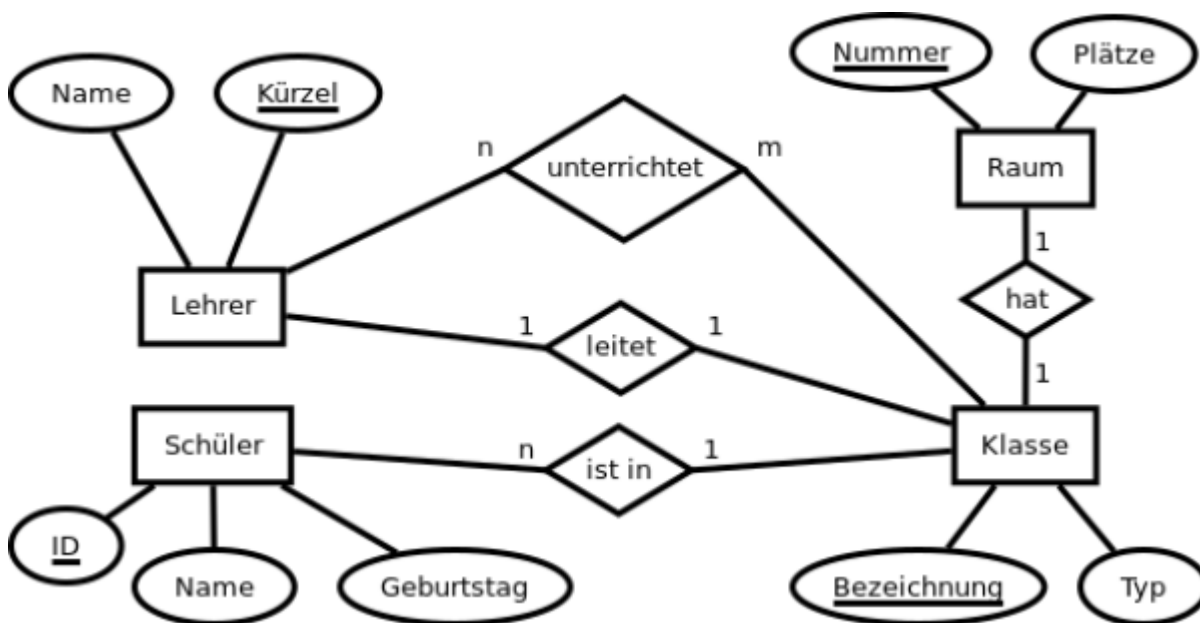 Nummer
Plätze
Name
Kürzel
n
unterrichtet
m
Raum
1
hat
1
Lehrer
1
leitet
1
Schüler
n
ist in
1
Klasse
ID
Name
Geburtstag
Bezeichnung
Typ